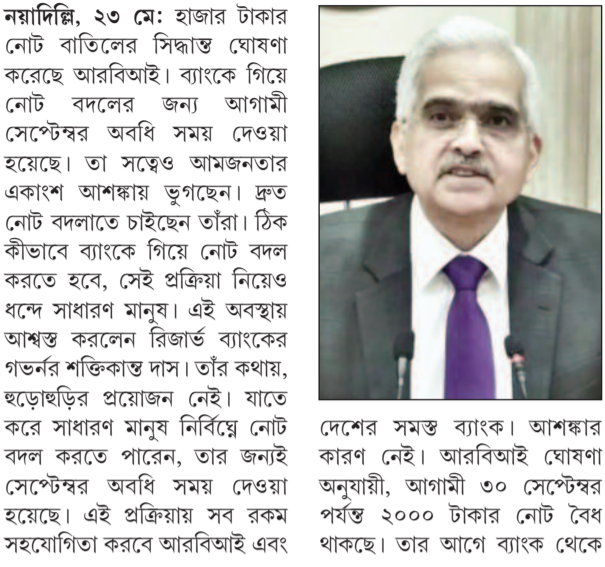 নয়াদিল্লি, ২৩ মে: হাজার টাকার
নোট বাতিলের সিদ্ধান্ত ঘোষণা
করেছে আরবিআই। ব্যাংকে গিয়ে
নোট বদলের জন্য আগামী
সেপ্টেম্বর অবধি সময় দেওয়া
হয়েছে। তা সত্ত্বেও আমজনতার
একাংশ আশঙ্কায় ভুগছেন। দ্রুত
নোট বদলাতে চাইছেন তাঁরা। ঠিক
কীভাবে ব্যাংকে গিয়ে নোট বদল
করতে হবে, সেই প্রক্রিয়া নিয়েও
ধন্দে সাধারণ মানুষ। এই অবস্থায়
আশ্বস্ত করলেন রিজার্ভ ব্যাংকের
গভর্নর শক্তিকান্ত দাস। তাঁর কথায়,
হুড়োহুড়ির প্রয়োজন নেই। যাতে
করে সাধারণ মানুষ নির্বিঘ্নে নোট
বদল করতে পারেন, তার জন্যই
সেপ্টেম্বর অবধি সময় দেওয়া
হয়েছে। এই প্রক্রিয়ায় সব রকম
সহযোগিতা করবে আরবিআই এবং
দেশের সমস্ত ব্যাংক। আশঙ্কার
কারণ নেই। আরবিআই ঘোষণা
অনুযায়ী, আগামী ৩০ সেপ্টেম্বর
পর্যন্ত ২০০০ টাকার নোট বৈধ
থাকছে। তার আগে ব্যাংক থেকে